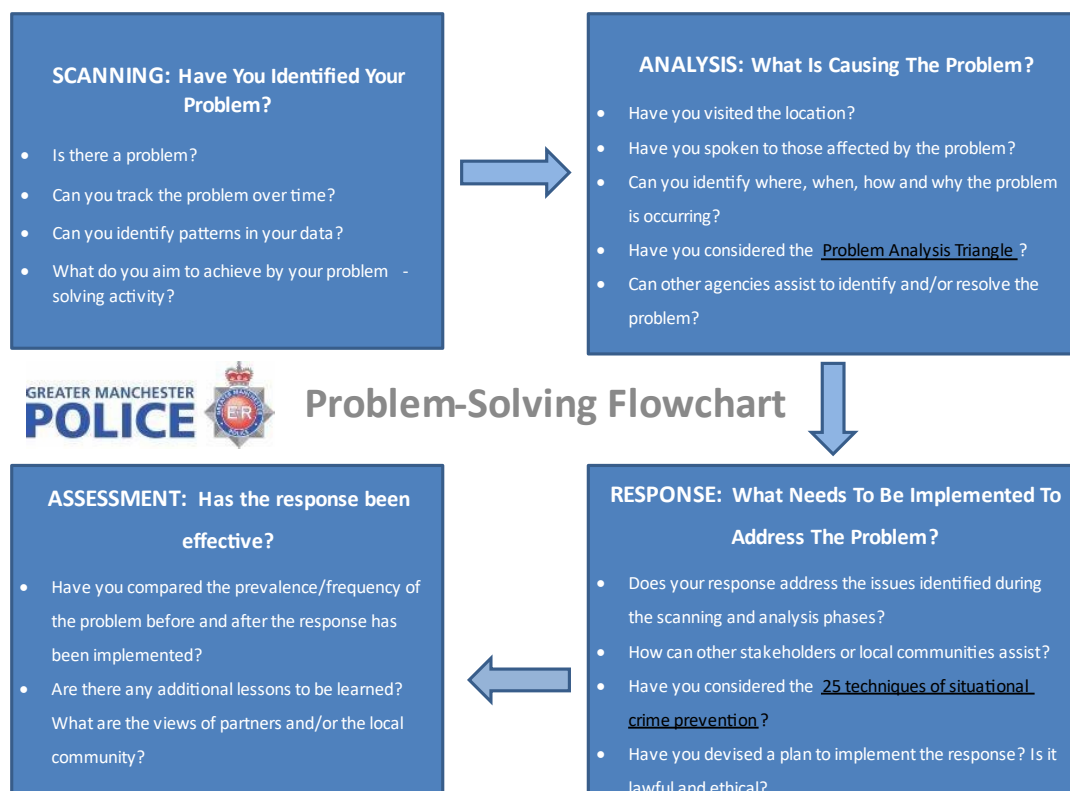 SCANNING: Have You Identified Your
Problem?
• Is there a problem?
• Can you track the problem over time?
• Can you identify patterns in your data?
• What do you aim to achieve by your problem -
solving activity?
ANALYSIS: What Is Causing The Problem?
• Have you visited the location?
• Have you spoken to those affected by the problem?
• Can you identify where, when, how and why the problem
is occurring?
• Have you considered the Problem Analysis Triangle ?
• Can other agencies assist to identify and/or resolve the
problem?
GREATER MANCHESTER
POLICE
E R
Problem-Solving Flowchart
ASSESSMENT: Has the response been
effective?
• Have you compared the prevalence/frequency of
the problem before and after the response has
been implemented?
• Are there any additional lessons to be learned?
What are the views of partners and/or the local
community?
RESPONSE: What Needs To Be Implemented To
Address The Problem?
• Does your response address the issues identified during
the scanning and analysis phases?
• How can other stakeholders or local communities assist?
• Have you considered the 25 techniques of situational
crime prevention ?
• Have you devised a plan to implement the response? Is it
lawful and ethical?